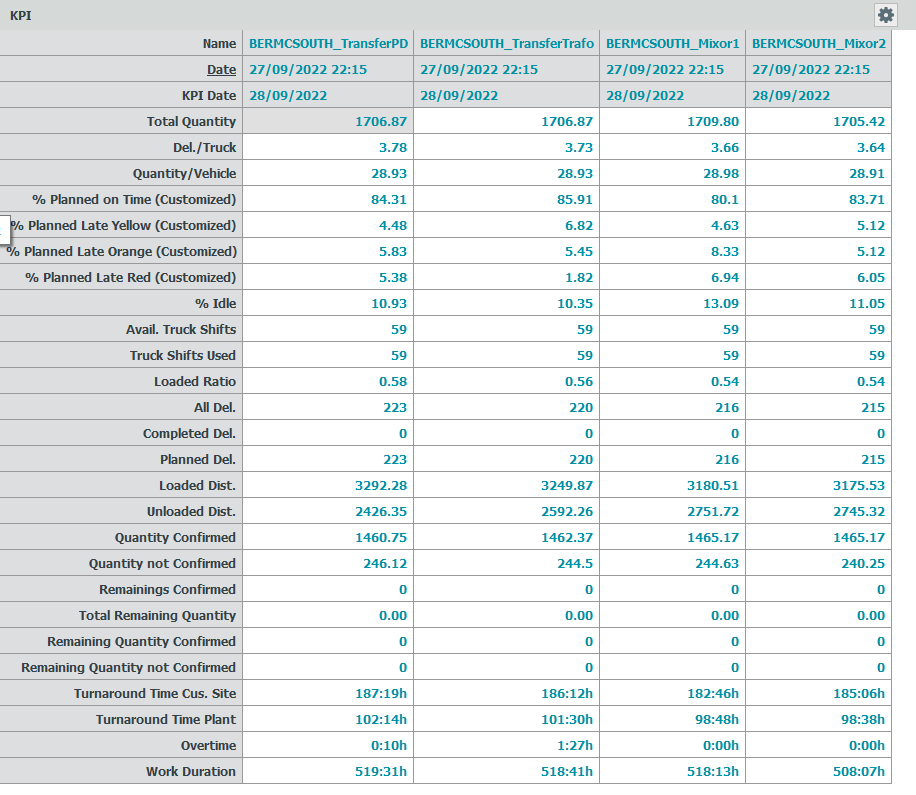 KPI
Name BERMCSOUTH_TransferPD BERMCSOUTH_TransferTrafo BERMCSOUTH_Mixor1 BERMCSOUTH_Mixor2
Date 27/09/2022 22:15 27/09/2022 22:15 27/09/2022 22:15 27/09/2022 22:15
KPI Date 28/09/2022 28/09/2022 28/09/2022 28/09/2022
Total Quantity 1706.87 1706.87 1709.80 1705.42
Del./Truck 3.78 3.73 3.66 3.64
Quantity/Vehicle 28.93 28.93 28.98 28.91
% Planned on Time (Customized) 84.31 85.91 80.1 83.71
% Planned Late Yellow (Customized) 4.48 6.82 4.63 5.12
% Planned Late Orange (Customized) 5.83 5.45 8.33 5.12
% Planned Late Red (Customized) 5.38 1.82 6.94 6.05
% Idle 10.93 10.35 13.09 11.05
Avail. Truck Shifts 59 59 59 59
Truck Shifts Used 59 59 59 59
Loaded Ratio 0.58 0.56 0.54 0.54
All Del. 223 220 216 215
Completed Del. 0 0 0 0
Planned Del. 223 220 216 215
Loaded Dist. 3292.28 3249.87 3180.51 3175.53
Unloaded Dist. 2426.35 2592.26 2751.72 2745.32
Quantity Confirmed 1460.75 1462.37 1465.17 1465.17
Quantity not Confirmed 246.12 244.5 244.63 240.25
Remainings Confirmed 0 0 0 0
Total Remaining Quantity 0.00 0.00 0.00 0.00
Remaining Quantity Confirmed 0 0 0 0
Remaining Quantity not Confirmed 0 0 0 0
Turnaround Time Cus. Site 187:19h 186:12h 182:46h 185:06h
Turnaround Time Plant 102:14h 101:30h 98:48h 98:38h
Overtime 0:10h 1:27h 0:00h 0:00h
Work Duration 519:31h 518:41h 518:13h 508:07h